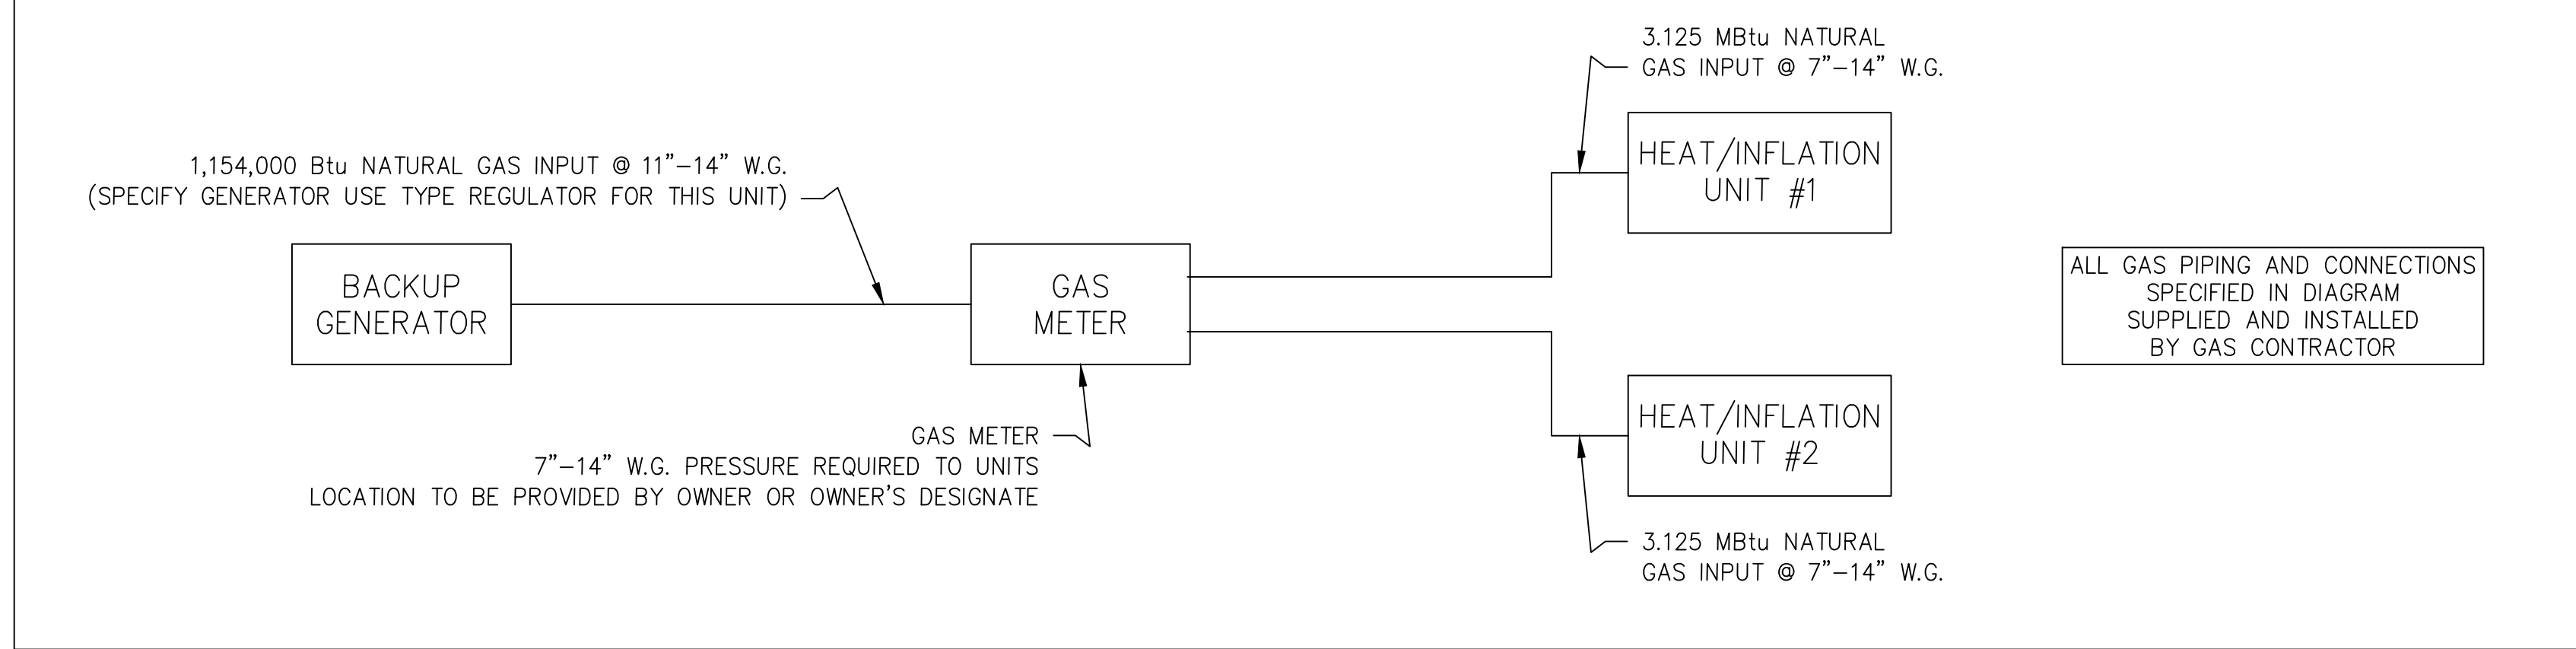 3.125 MBtu NATURAL
GAS INPUT @ 7”–14” W.G.
1,154,000 Btu NATURAL GAS INPUT @ 11”–14” W.G.
(SPECIFY GENERATOR USE TYPE REGULATOR FOR THIS UNIT)
BACKUP
GENERATOR
GAS
METER
HEAT/INFLATION
UNIT #1
ALL GAS PIPING AND CONNECTIONS
SPECIFIED IN DIAGRAM
SUPPLIED AND INSTALLED
BY GAS CONTRACTOR
GAS METER
7”–14” W.G. PRESSURE REQUIRED TO UNITS
LOCATION TO BE PROVIDED BY OWNER OR OWNER’S DESIGNATE
HEAT/INFLATION
UNIT #2
3.125 MBtu NATURAL
GAS INPUT @ 7”–14” W.G.